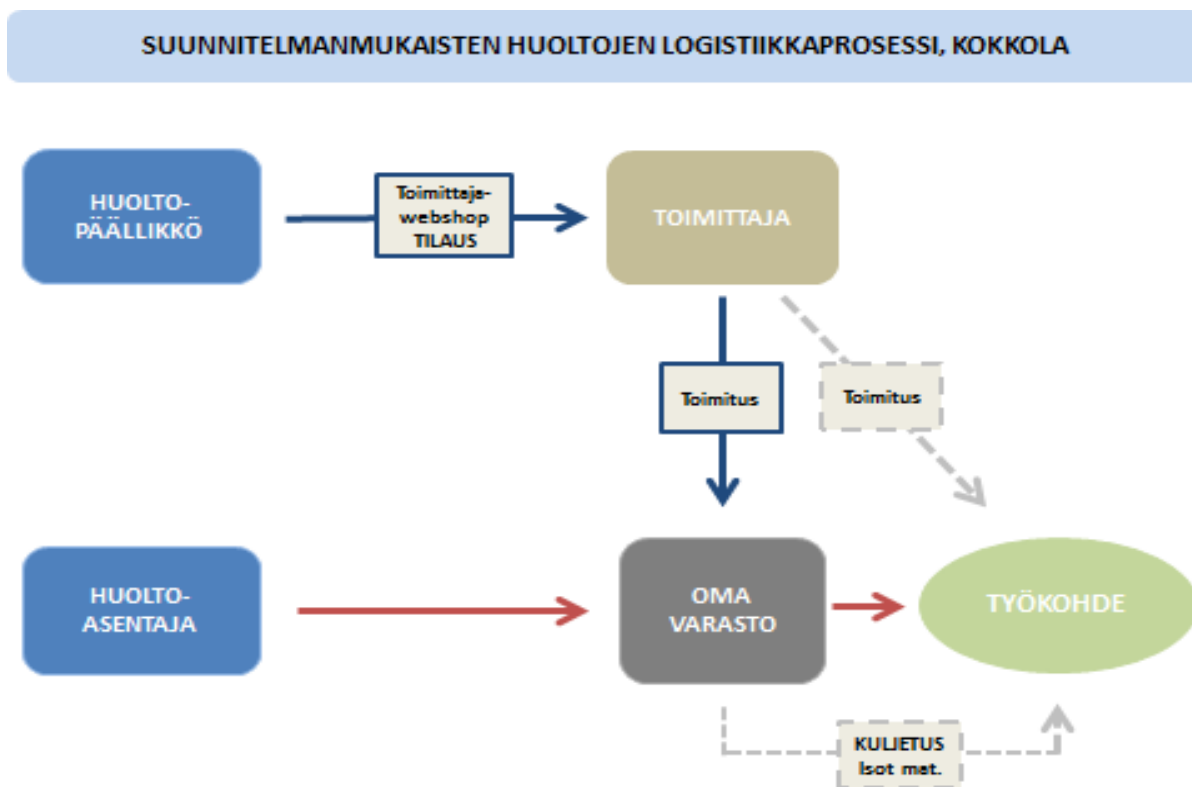 SUUNNITELMANMUKAISTEN HUOLTOJEN LOGISTIIKKAPROSESSI, KOKKOLA
HUOLTO-
PÄÄLLIKKÖ
Toimittaja-
webshop
TILAUS
TOIMITTAJA
Toimitus
Toimitus
HUOLTO-
ASENTAJA
OMA
VARASTO
TYÖKOHDE
KULJETUS
Isot mat.